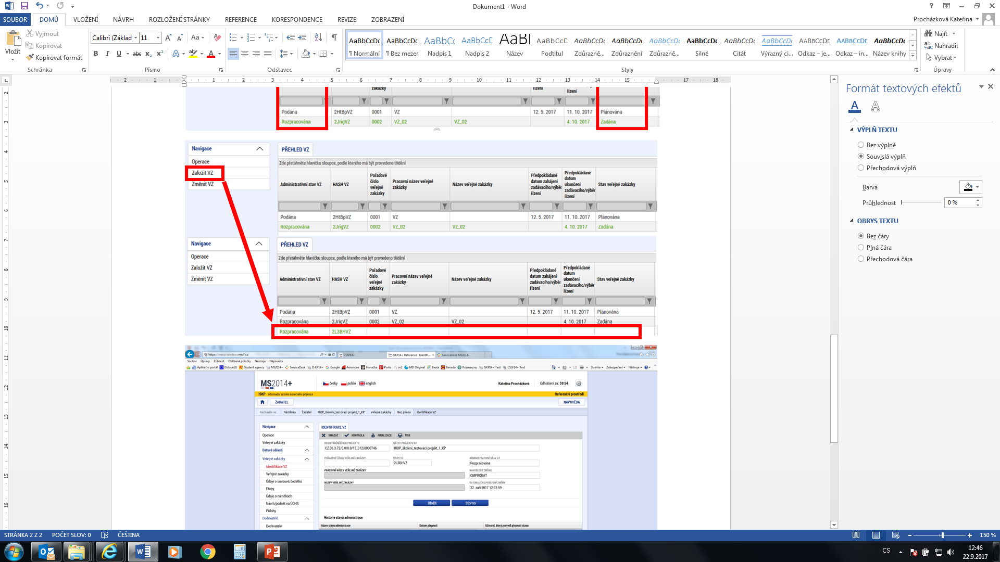 Dokument1 - Word
SOUBOR DOMŮ VLOŽENÍ NÁVRH ROZLOŽENÍ STRÁNKY REFERENCE KORESPONDENCE REVIZE ZOBRAZENÍ Procházková Kateřina
Vložit Vyjmout Kopírovat Kopírovat formát
Calibri (Základ 11
AaBbCcDc AaBbCcDc AaBbCc AaBbCcD AaBl AaBbCcD AaBbCcDc AaBbCcDc AaBbCcDc AaBbCcDc AaBbCcDc AaBbCcDc AABBCCDD AABBCCDD AaBbCcDc
¶ Normální ¶ Bez mezer Nadpis 1 Nadpis 2 Název Podtitul Zdůrazně... Zdůraznění Zdůrazně... Silné Citát Výrazný ci... Odkaz – je... Odkaz – in... Název knihy
Najít Nahradit Vybrat
Schránka Písmo Odstavec Styly Úpravy
2 1 1 2 3 4 5 6 7 8 9 10 11 12 13 14 15 17 18
zakázky řízení řízení
Podána 2HtBpVZ 0001 VZ 12. 5. 2017 11. 10. 2017 Plánována
Rozpracována 2JrigVZ 0002 VZ_02 VZ_02 4. 10. 2017 Zadána
Navigace
Operace
Založit VZ
Změnit VZ
PŘEHLED VZ
Zde přetáhněte hlavičku sloupce, podle kterého má být provedeno třídění
Administrativní stav VZ HASH VZ Pořadové číslo veřejné zakázky Pracovní název veřejné zakázky Název veřejné zakázky Předpokládané datum zahájení zadávacího/výběr řízení Předpokládané datum ukončení zadávacího/výběr řízení Stav veřejné zakázky
Podána 2HtBpVZ 0001 VZ 12. 5. 2017 11. 10. 2017 Plánována
Rozpracována 2JrigVZ 0002 VZ_02 VZ_02 4. 10. 2017 Zadána
Navigace
Operace
Založit VZ
Změnit VZ
PŘEHLED VZ
Zde přetáhněte hlavičku sloupce, podle kterého má být provedeno třídění
Administrativní stav VZ HASH VZ Pořadové číslo veřejné zakázky Pracovní název veřejné zakázky Název veřejné zakázky Předpokládané datum zahájení zadávacího/výběr řízení Předpokládané datum ukončení zadávacího/výběr řízení Stav veřejné zakázky
Podána 2HtBpVZ 0001 VZ 12. 5. 2017 11. 10. 2017 Plánována
Rozpracována 2JrigVZ 0002 VZ_02 VZ_02 4. 10. 2017 Zadána
Rozpracována 2L3BHVZ
https://mseu-sandbox.mssf.cz/ CSSF14+ ISKP14+ Reference : Identifi... ServiceDesk MS2014+
Soubor Úpravy Zobrazit Oblíbené položky Nástroje Nápověda
Aplikační portál DotaceEU Student agency MS2014+ ServiceDesk IS KP14+ Google American Hanačka Porto m3 MD Original Beata Benada Rozmaryny ISKP14+ Test CSSF14+ Test Stránka Zabezpečení Nástroje
MS2014+ česky polski english Kateřina Procházková Odhlášení za: 59:54
ISKP Informační systém konečného příjemce Referenční prostředí
ŽADATEL NÁPOVĚDA
Nacházíte se: Nástěnka Žadatel IROP_školení_testovací projekt_1_KP Veřejné zakázky Bez jména Identifikace VZ
Navigace
Operace
Veřejné zakázky
Datové oblasti
Veřejné zakázky
Identifikace VZ
Veřejné zakázky
Údaje o smlouvě/dodatku
Etapy
Údaje o námitkách
Návrh/podnět na ÚOHS
Přílohy
Dodavatelé
Dodavatelé
IDENTIFIKACE VZ
SMAZAT KONTROLA FINALIZACE TISK
REGISTRAČNÍ ČÍSLO PROJEKTU NÁZEV PROJEKTU CZ
CZ.06.3.72/0.0/0.0/15_012/0000746 IROP_školení_testovací projekt_1_KP
POŘADOVÉ ČÍSLO VEŘEJNÉ ZAKÁZKY HASH VZ ADMINISTRATIVNÍ STAV VZ
2L3BHVZ Rozpracována
PRACOVNÍ NÁZEV VEŘEJNÉ ZAKÁZKY NAPOSLEDY ZMĚNIL
QMPROKAT
NÁZEV VEŘEJNÉ ZAKÁZKY DATUM A ČAS POSLEDNÍ ZMĚNY
22. září 2017 12:32:59
Uložit Storno
Historie stavů administrace
Název stavu administrace Datum přepnutí Uživatel, který provedl přepnutí stavu
Formát textových efektů
VÝPLŇ TEXTU
Bez výplně
Souvislá výplň
Přechodová výplň
Barva
Průhlednost 0 %
OBRYS TEXTU
Bez čáry
Plná čára
Přechodová čára
STRÁNKA 2 Z 2 POČET SLOV: 0 ČEŠTINA 150 %
CS 12:46
22.9.2017